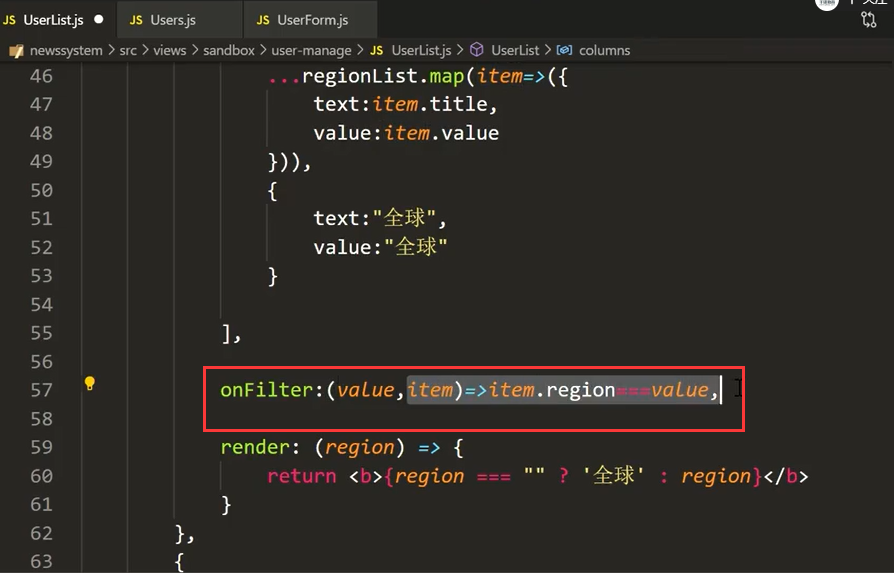 JS UserList.js ● JS Users.js JS UserForm.js
newssystem > src > views > sandbox > user-manage > JS UserList.js > UserList > columns
46 ...regionList.map(item=>({
47 text:item.title,
48 value:item.value
49 })),
50 {
51 text:"全球",
52 value:"全球"
53 }
54
55 ],
56
57 onFilter:(value,item)=>item.region===value,
58
59 render: (region) => {
60 return <b>{region === "" ? '全球' : region}</b>
61 }
62 },
63 {